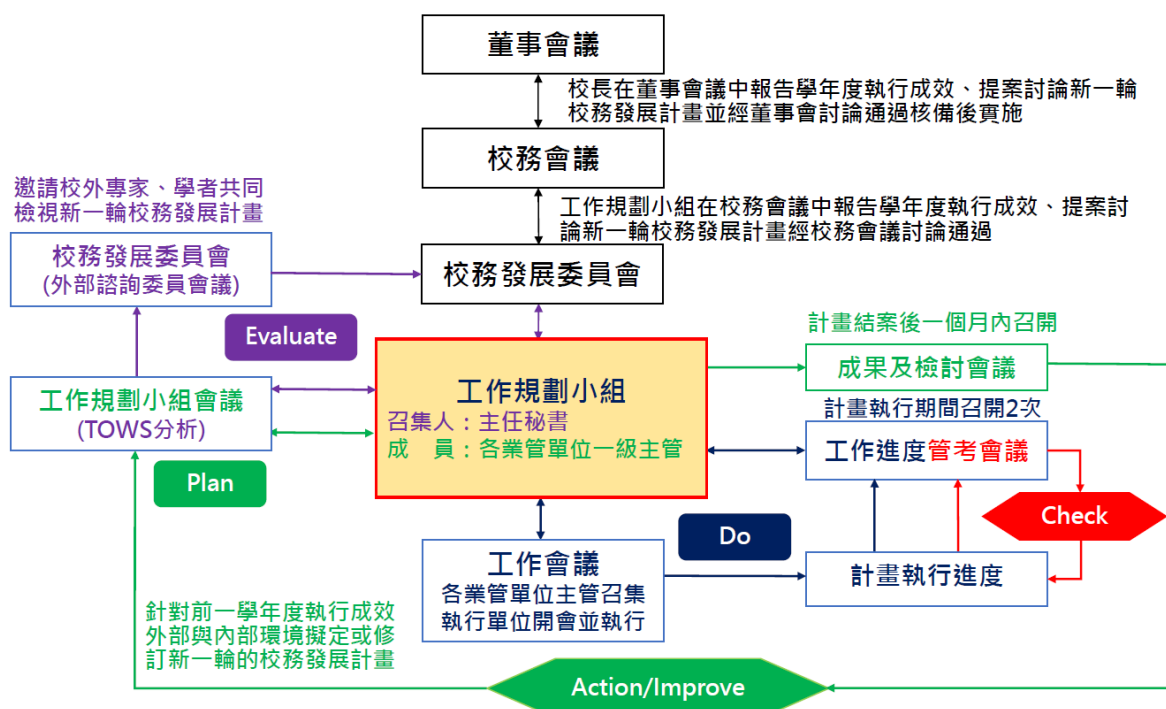 董事會議
校長在董事會議中報告學年度執行成效、提案討論新一輪
校務發展計畫並經董事會討論通過核備後實施
校務會議
邀請校外專家、學者共同
檢視新一輪校務發展計畫
工作規劃小組在校務會議中報告學年度執行成效、提案討
論新一輪校務發展計畫經校務會議討論通過
校務發展委員會
(外部諮詢委員會議)
校務發展委員會
Evaluate
計畫結案後一個月內召開
成果及檢討會議
工作規劃小組會議
(TOWS分析)
工作規劃小組
召集人：主任秘書
成　員：各業管單位一級主管
計畫執行期間召開2次
工作進度管考會議
Plan
Do
Check
工作會議
各業管單位主管召集
執行單位開會並執行
計畫執行進度
針對前一學年度執行成效
外部與內部環境擬定或修
訂新一輪的校務發展計畫
Action/Improve